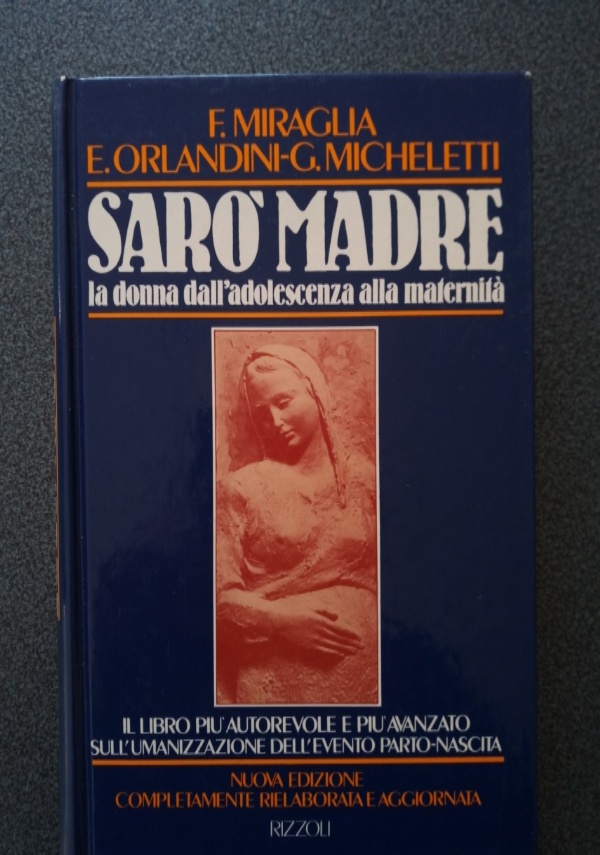 F. MIRAGLIA
E. ORLANDINI-G. MICHELETTI
SARO' MADRE
la donna dall'adolescenza alla maternità
IL LIBRO PIU' AUTOREVOLE E PIU' AVANZATO
SULL'UMANIZZAZIONE DELL'EVENTO PARTO-NASCITA
NUOVA EDIZIONE
COMPLETAMENTE RIELABORATA E AGGIORNATA
RIZZOLI